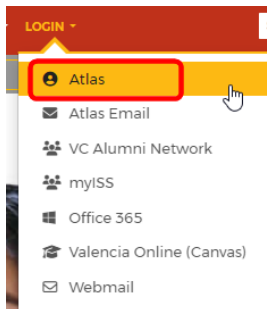 LOGIN
Atlas
Atlas Email
VC Alumni Network
myISS
Office 365
Valencia Online (Canvas)
Webmail